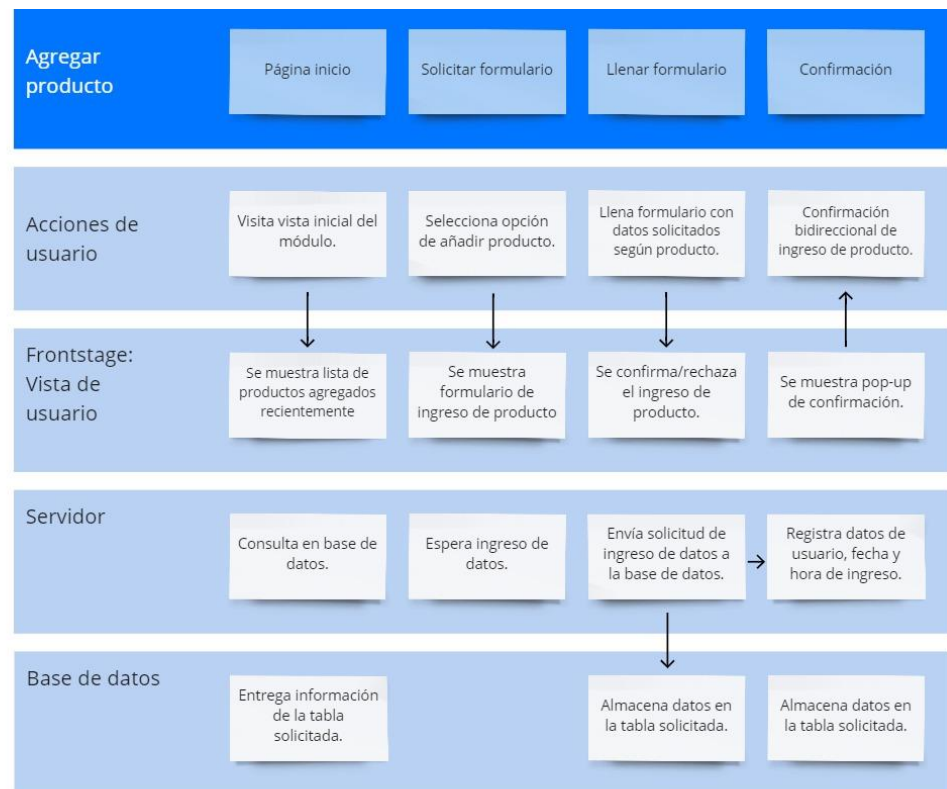 Agregar
producto
Página inicio
Solicitar formulario
Llenar formulario
Confirmación
Acciones de
usuario
Visita vista inicial del
módulo.
Selecciona opción
de añadir producto.
Llena formulario con
datos solicitados
según producto.
Confirmación
bidireccional de
ingreso de producto.
Frontstage:
Vista de
usuario
Se muestra lista de
productos agregados
recientemente
Se muestra
formulario de
ingreso de producto
Se confirma/rechaza
el ingreso de
producto.
Se muestra pop-up
de confirmación.
Servidor
Consulta en base de
datos.
Espera ingreso de
datos.
Envía solicitud de
ingreso de datos a
la base de datos.
Registra datos de
usuario, fecha y
hora de ingreso.
Base de datos
Entrega información
de la tabla
solicitada.
Almacena datos en
la tabla solicitada.
Almacena datos en
la tabla solicitada.